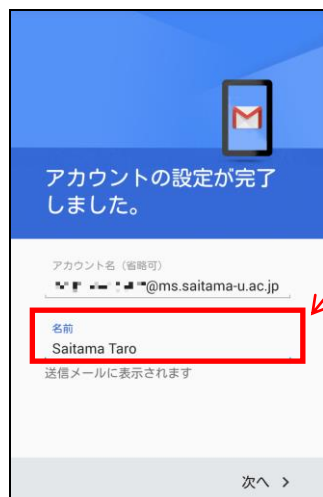 アカウントの設定が完了
しました。
アカウント名（省略可）
@ms.saitama-u.ac.jp
名前
Saitama Taro
送信メールに表示されます
次へ >